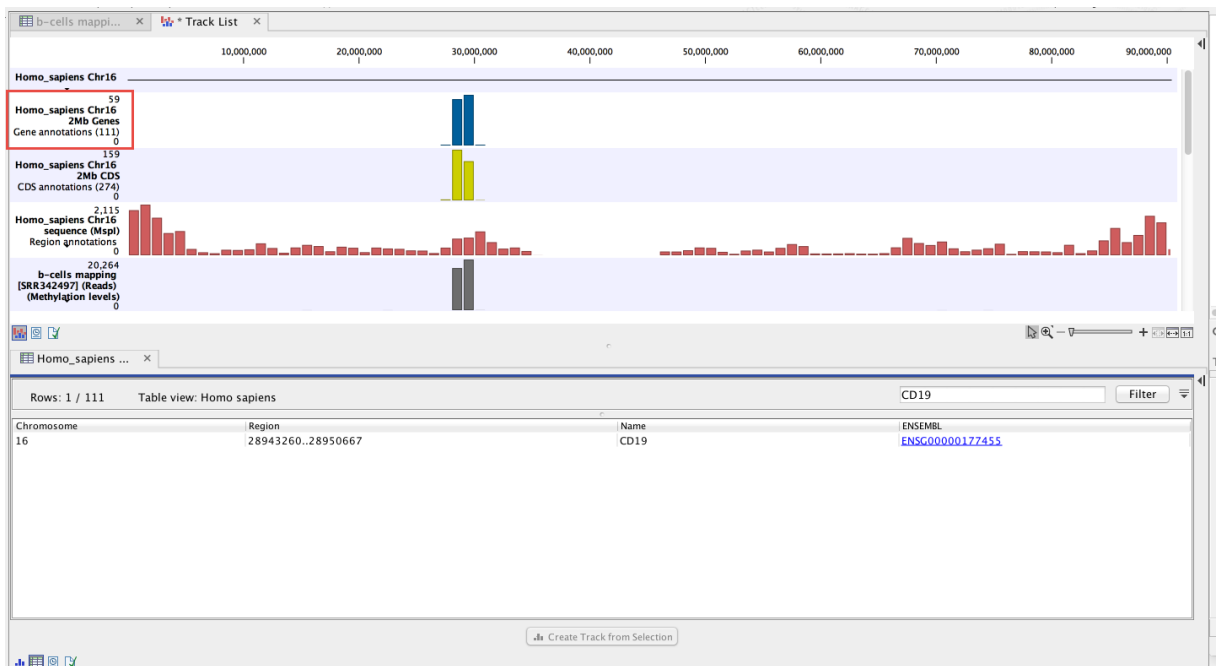 b-cells mappi... × * Track List ×
10,000,000 20,000,000 30,000,000 40,000,000 50,000,000 60,000,000 70,000,000 80,000,000 90,000,000
Homo_sapiens Chr16
59
Homo_sapiens Chr16
2Mb Genes
Gene annotations (111)
0
159
Homo_sapiens Chr16
2Mb CDS
CDS annotations (274)
0
2,115
Homo_sapiens Chr16
sequence (MspI)
Region annotations
0
20,264
b-cells mapping
[SRR342497] (Reads)
(Methylation levels)
0
Homo_sapiens ... ×
Rows: 1 / 111 Table view: Homo sapiens CD19 Filter
Chromosome Region Name ENSEMBL
16 28943260..28950667 CD19 ENSG00000177455
Create Track from Selection